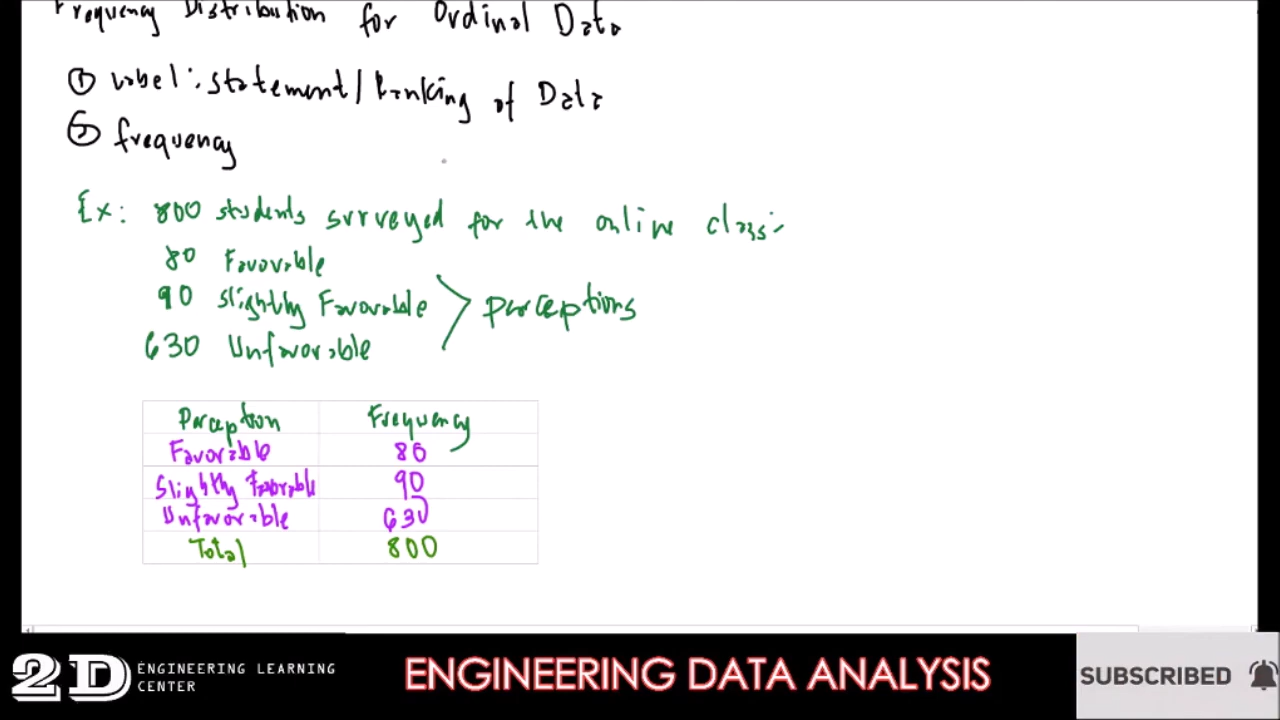 Frequency Distribution for Ordinal Data
① Label: statement/Ranking of Data
② frequency
Ex: 800 students surveyed for the online class:
80 Favorable
90 Slightly Favorable > perceptions
630 Unfavorable
Perception Frequency
Favorable 80
Slightly Favorable 90
Unfavorable 630
Total 800
2D ENGINEERING LEARNING CENTER
ENGINEERING DATA ANALYSIS
SUBSCRIBED